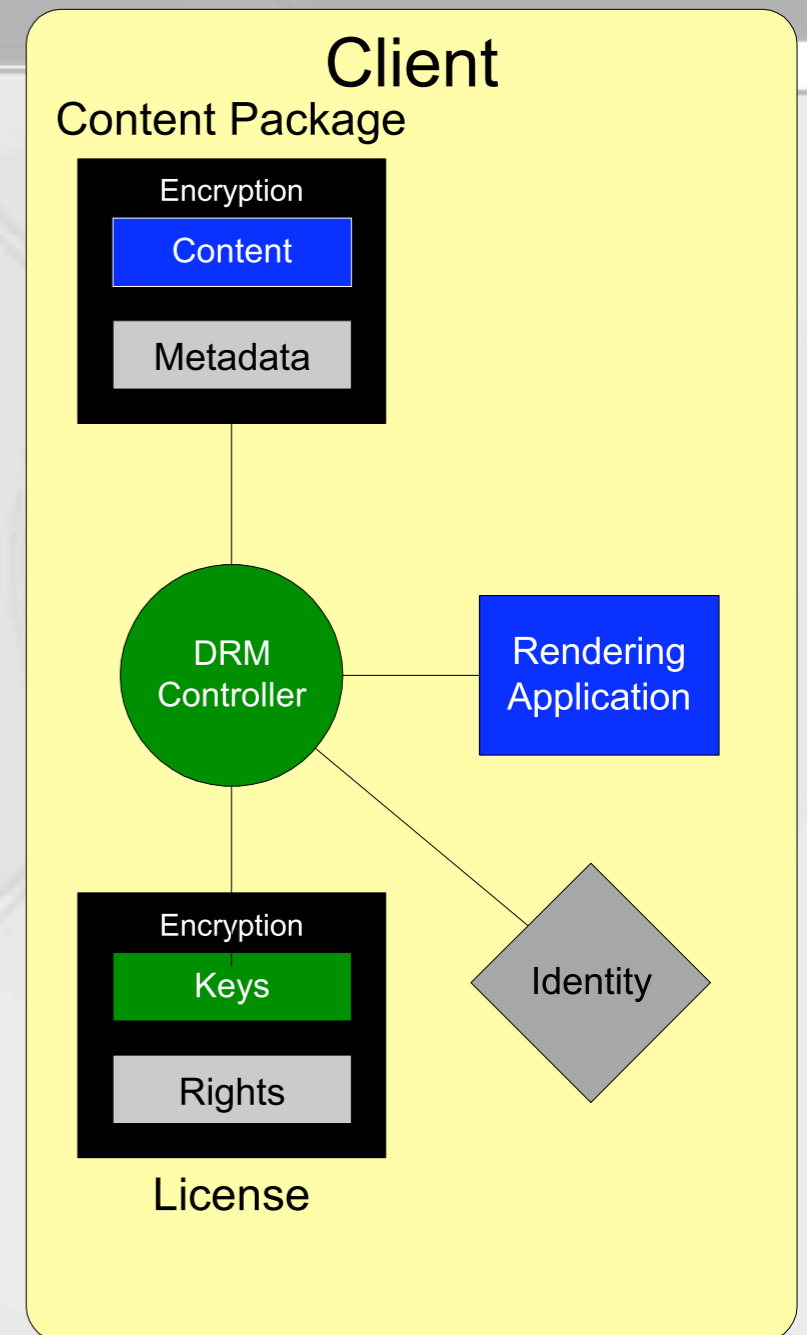 Client
Content Package
Encryption
Content
Metadata
DRM
Controller
Rendering
Application
Encryption
Keys
Identity
Rights
License